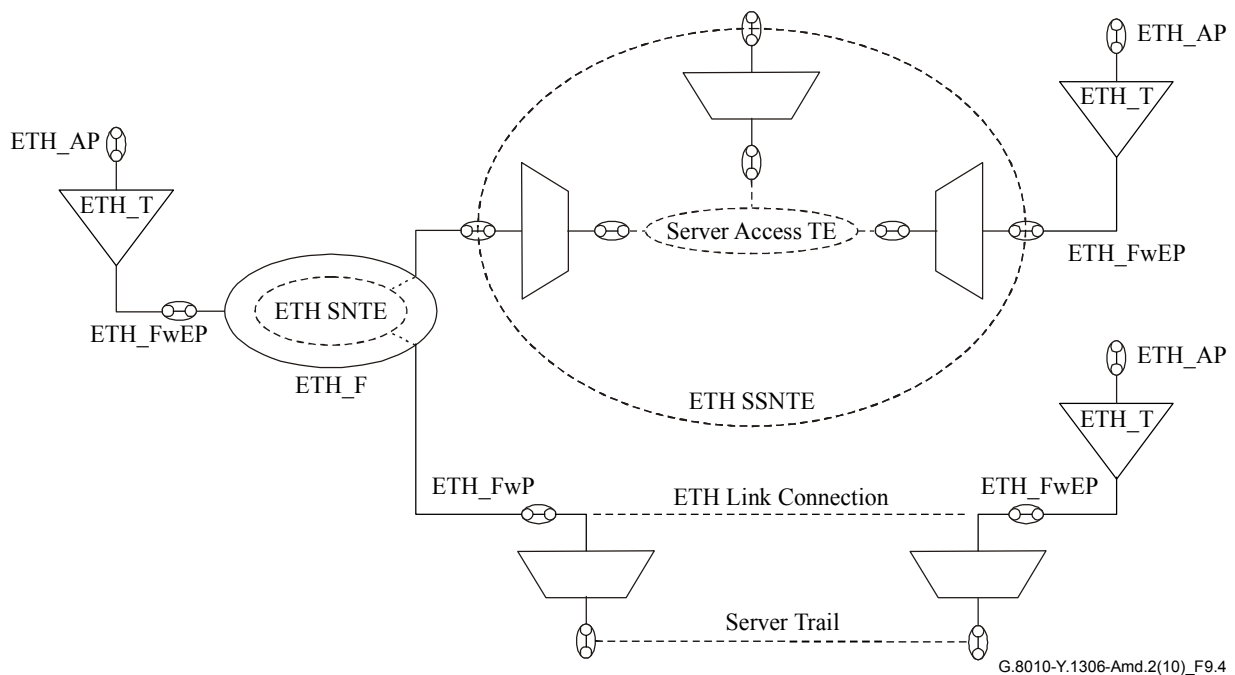 ETH_AP
ETH_T
ETH_AP
ETH_T
Server Access TE
ETH_FwEP
ETH SNTE
ETH_FwEP
ETH_F
ETH SSNTE
ETH_AP
ETH_T
ETH_FwP
ETH Link Connection
ETH_FwEP
Server Trail
G.8010-Y.1306-Amd.2(10)_F9.4